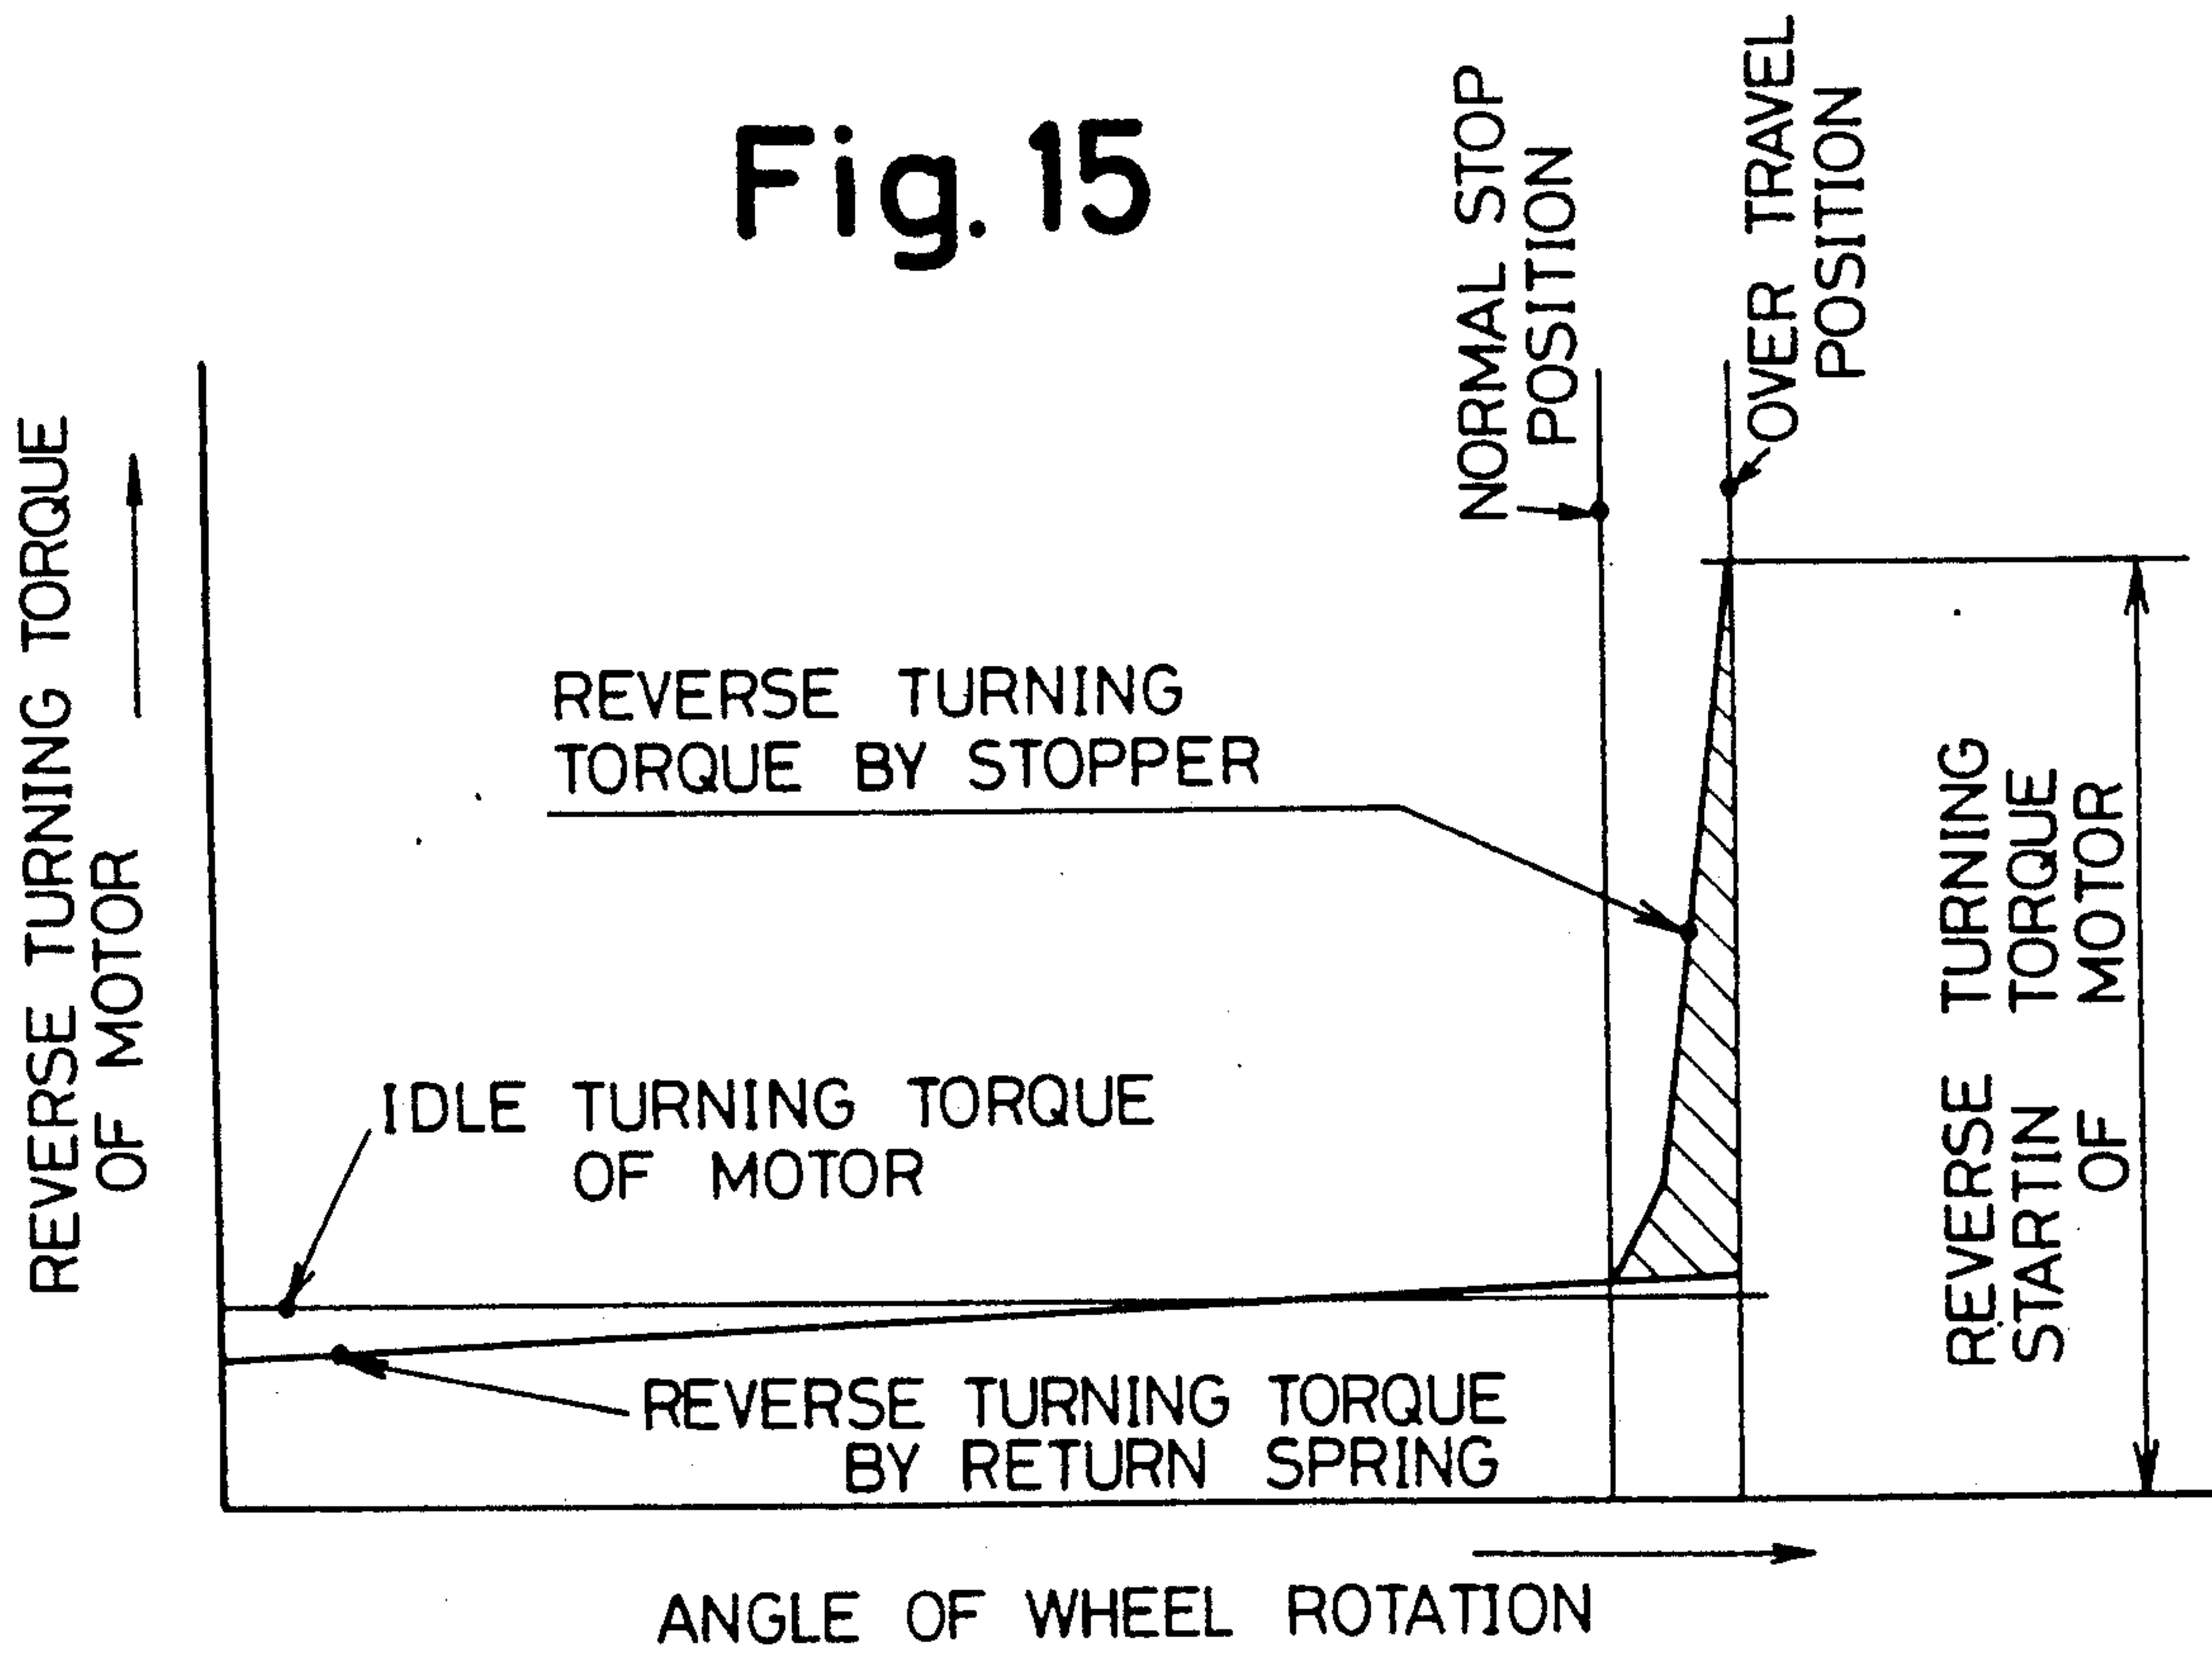 Fig. 15
NORMAL STOP
POSITION
OVER TRAVEL
POSITION
REVERSE TURNING TORQUE
OF MOTOR
REVERSE TURNING
TORQUE BY STOPPER
IDLE TURNING TORQUE
OF MOTOR
REVERSE TURNING TORQUE
BY RETURN SPRING
REVERSE TURNING
STARTIN TORQUE
OF MOTOR
ANGLE OF WHEEL ROTATION